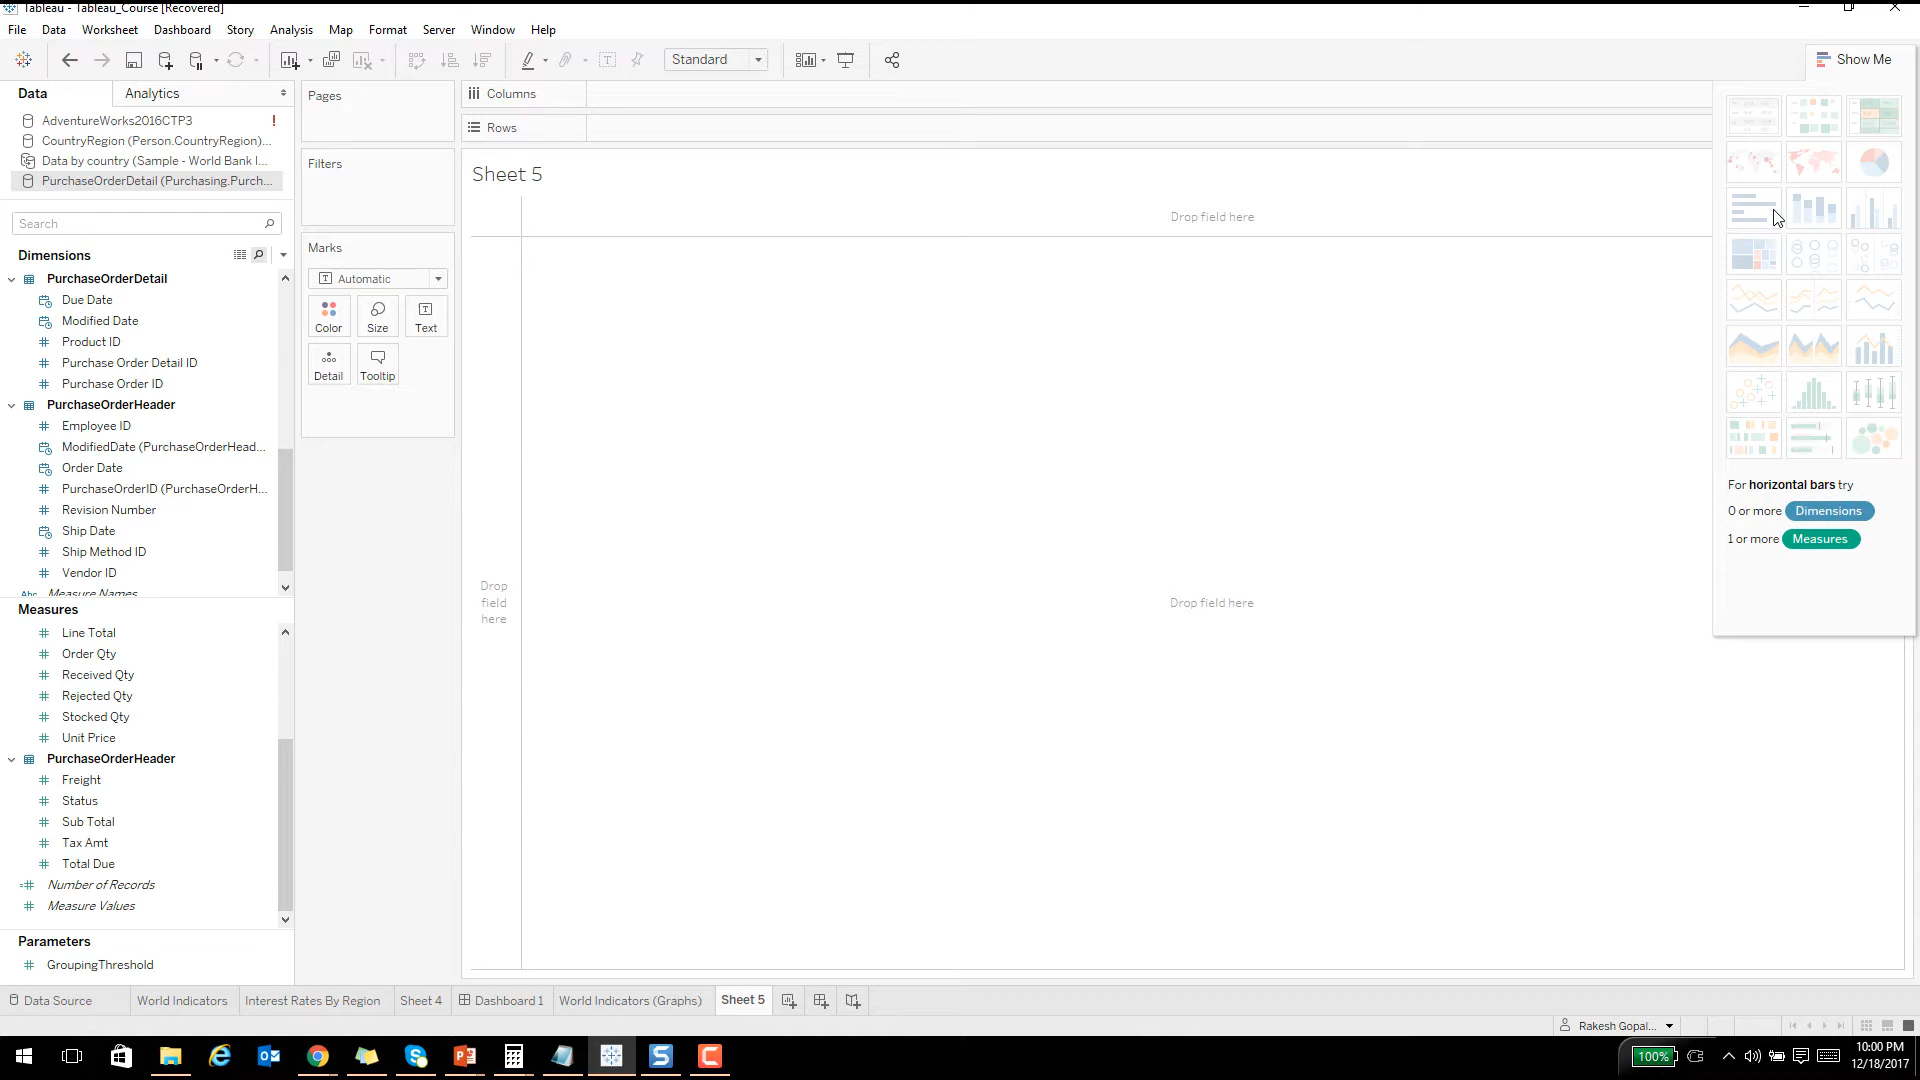 Tableau - Tableau_Course [Recovered]
File Data Worksheet Dashboard Story Analysis Map Format Server Window Help
Standard
Show Me
Data Analytics
AdventureWorks2016CTP3 !
CountryRegion (Person.CountryRegion)...
Data by country (Sample - World Bank I...
PurchaseOrderDetail (Purchasing.Purch...
Search
Dimensions
PurchaseOrderDetail
Due Date
Modified Date
Product ID
Purchase Order Detail ID
Purchase Order ID
PurchaseOrderHeader
Employee ID
ModifiedDate (PurchaseOrderHead...
Order Date
PurchaseOrderID (PurchaseOrderH...
Revision Number
Ship Date
Ship Method ID
Vendor ID
Abc Measure Names
Measures
Line Total
Order Qty
Received Qty
Rejected Qty
Stocked Qty
Unit Price
PurchaseOrderHeader
Freight
Status
Sub Total
Tax Amt
Total Due
Number of Records
Measure Values
Parameters
GroupingThreshold
Pages
Filters
Marks
Automatic
Color Size Text
Detail Tooltip
Columns
Rows
Sheet 5
Drop field here
Drop
field
here
Drop field here
For horizontal bars try
0 or more Dimensions
1 or more Measures
Data Source World Indicators Interest Rates By Region Sheet 4 Dashboard 1 World Indicators (Graphs) Sheet 5
Rakesh Gopal...
100%
10:00 PM
12/18/2017